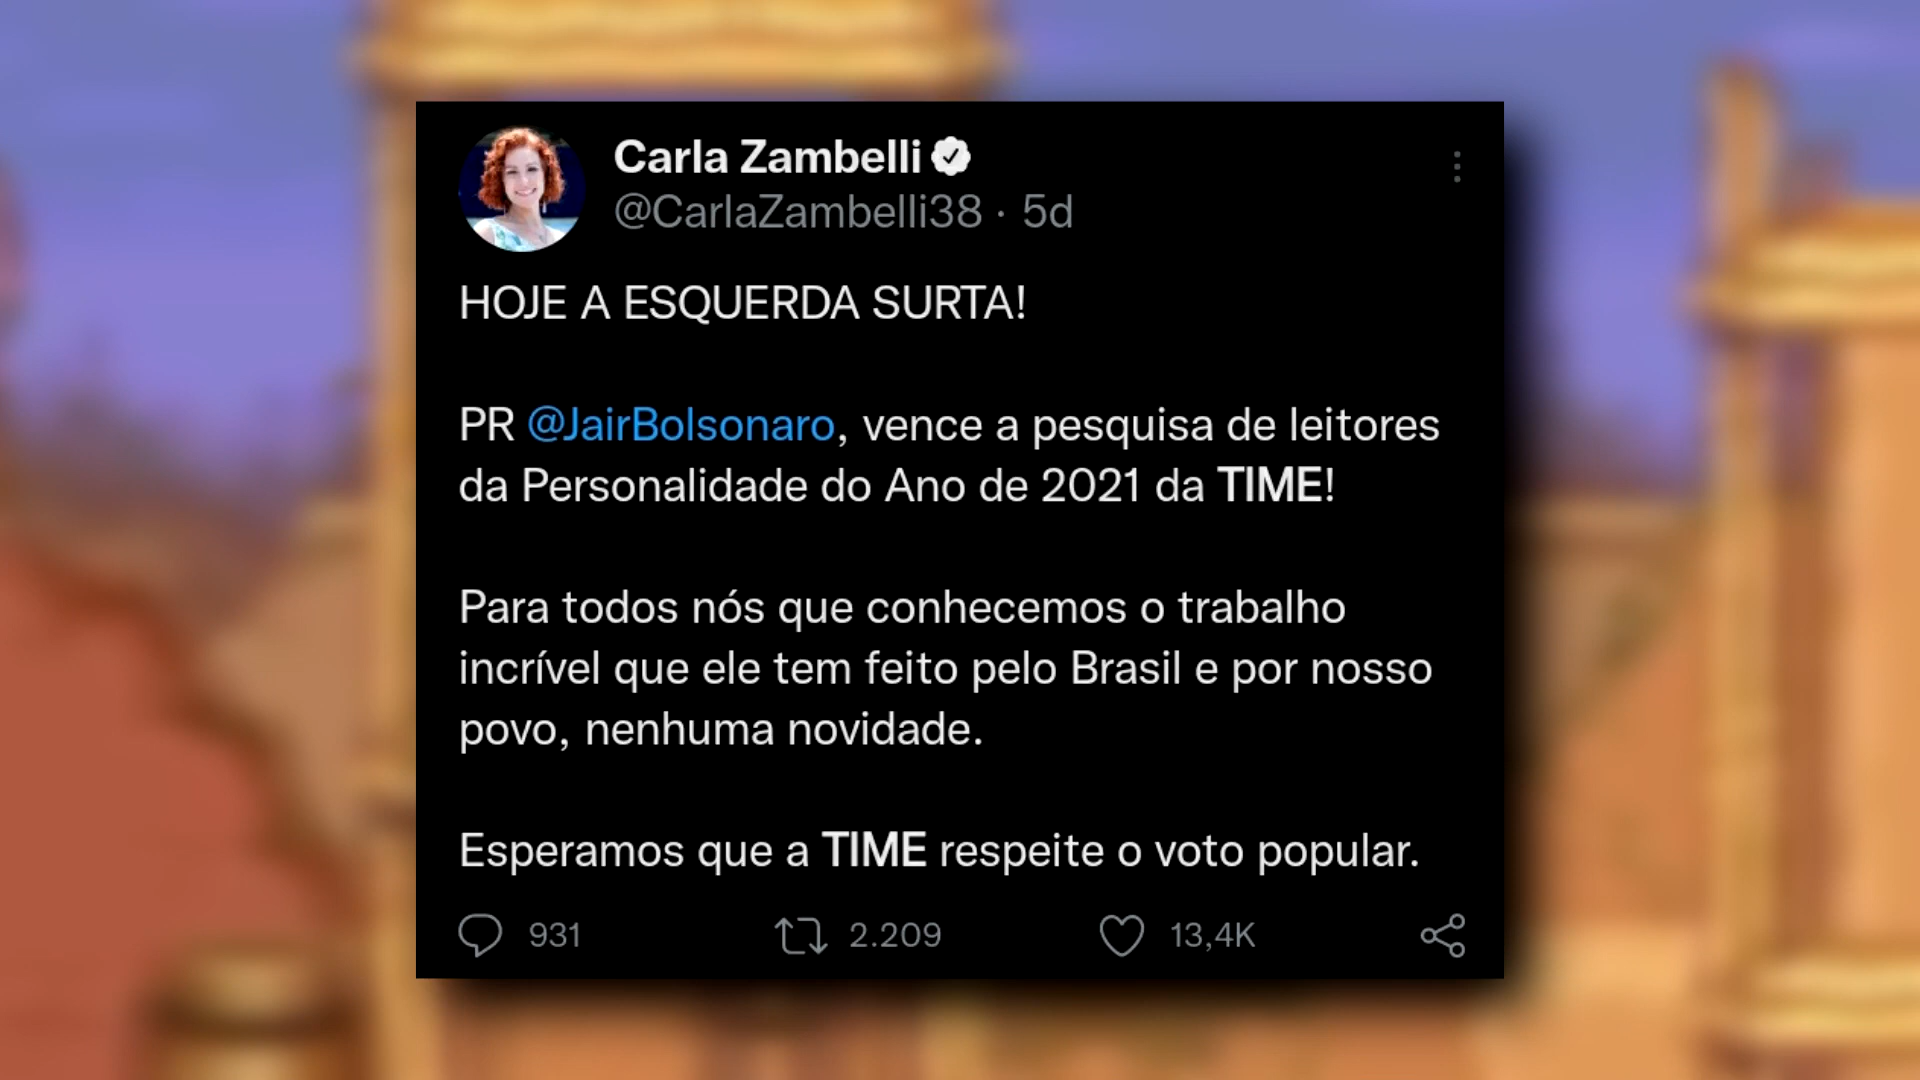 Carla Zambelli
@CarlaZambelli38 · 5d
HOJE A ESQUERDA SURTA!
PR @JairBolsonaro, vence a pesquisa de leitores
da Personalidade do Ano de 2021 da TIME!
Para todos nós que conhecemos o trabalho
incrível que ele tem feito pelo Brasil e por nosso
povo, nenhuma novidade.
Esperamos que a TIME respeite o voto popular.
931 2.209 13,4K